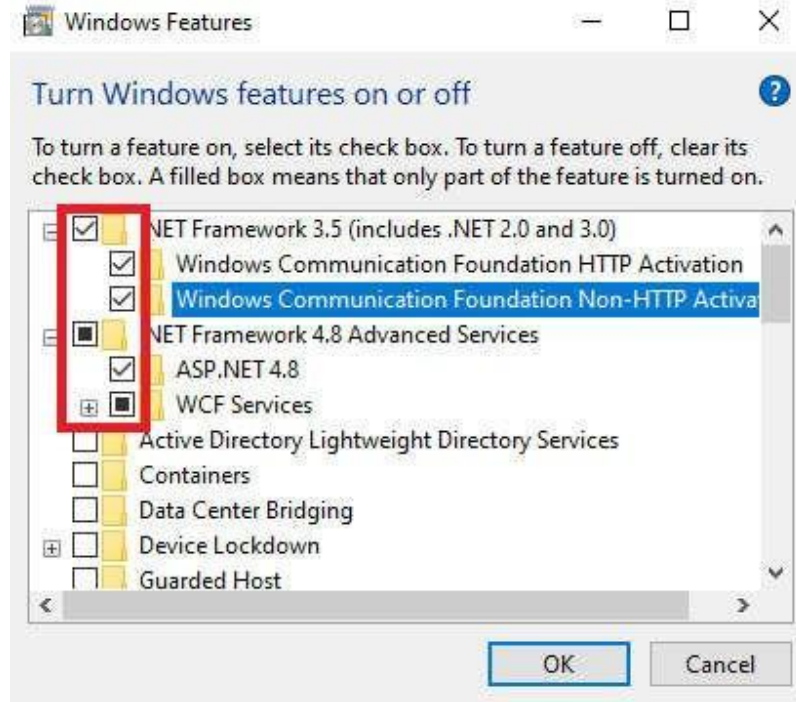 Windows Features
Turn Windows features on or off
To turn a feature on, select its check box. To turn a feature off, clear its
check box. A filled box means that only part of the feature is turned on.
.NET Framework 3.5 (includes .NET 2.0 and 3.0)
Windows Communication Foundation HTTP Activation
Windows Communication Foundation Non-HTTP Activa
.NET Framework 4.8 Advanced Services
ASP.NET 4.8
WCF Services
Active Directory Lightweight Directory Services
Containers
Data Center Bridging
Device Lockdown
Guarded Host
OK Cancel